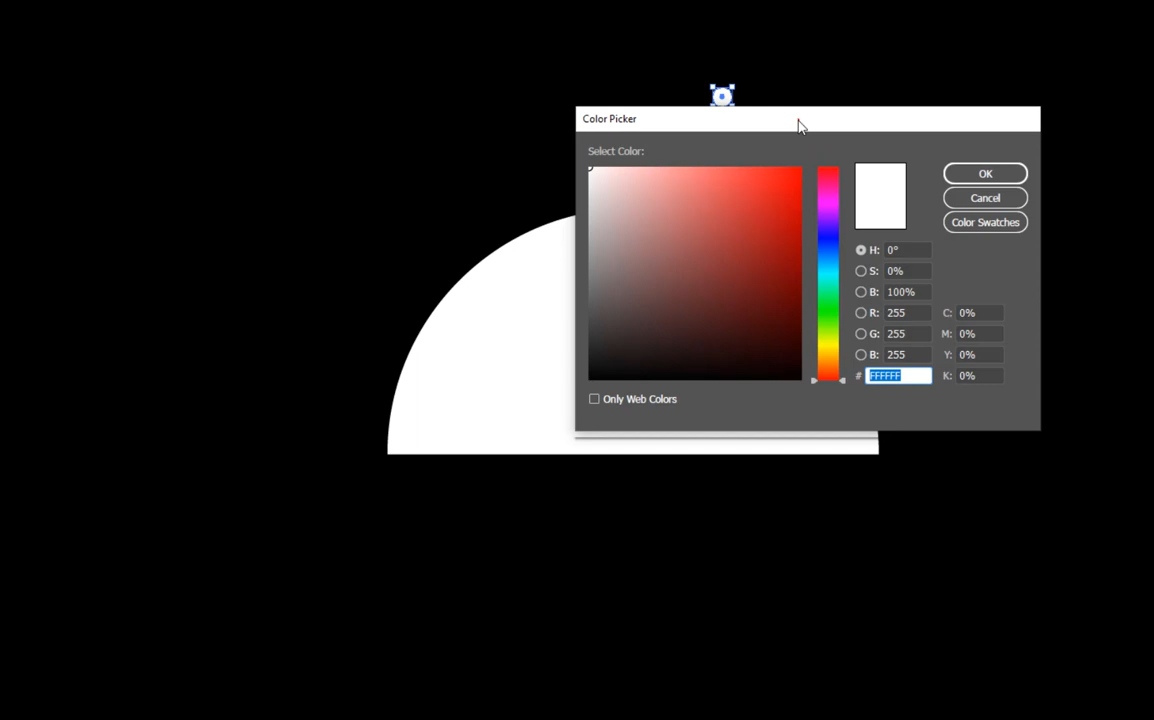 Color Picker
Select Color:
OK
Cancel
Color Swatches
H: 0°
S: 0%
B: 100%
R: 255 C: 0%
G: 255 M: 0%
B: 255 Y: 0%
# FFFFFF K: 0%
Only Web Colors